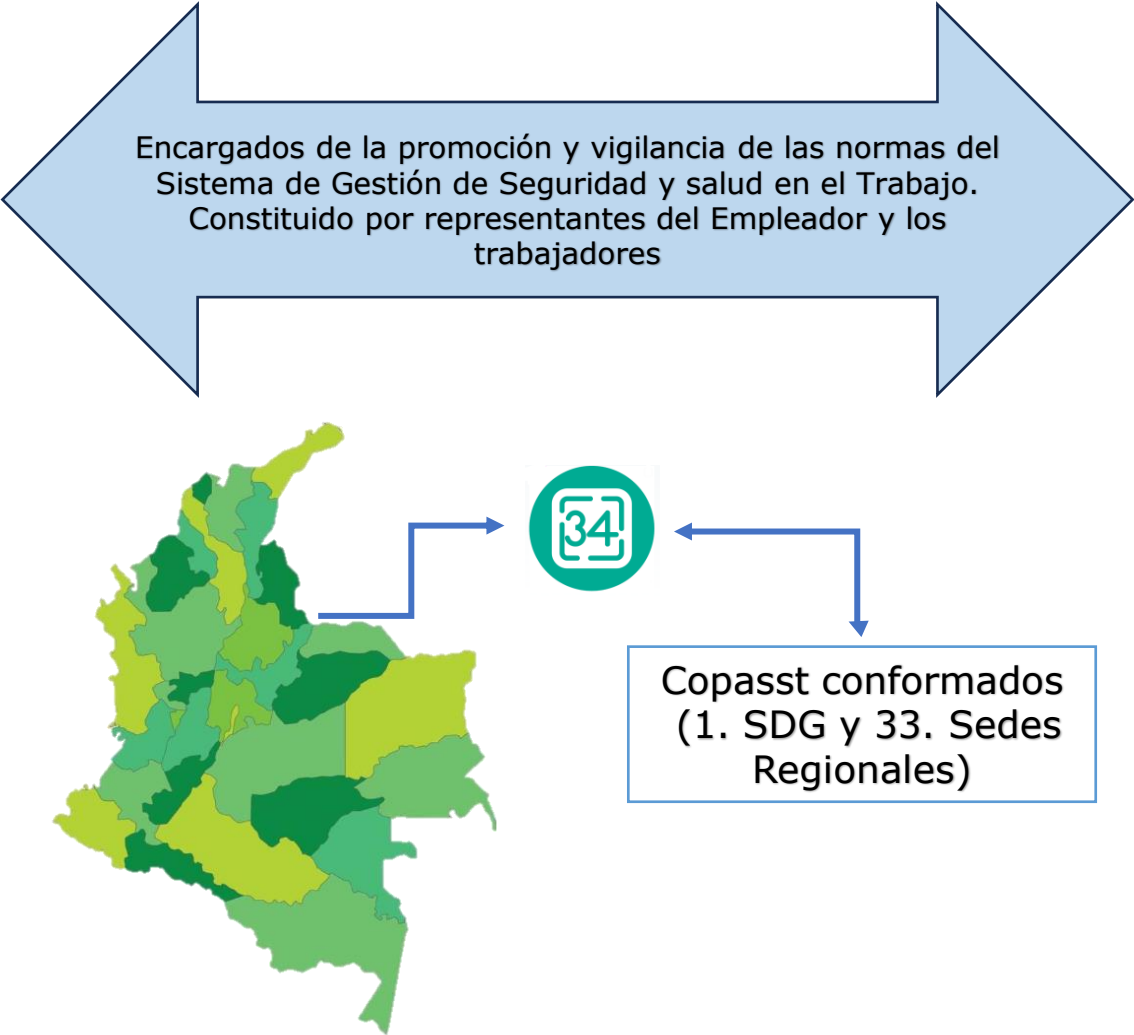 Encargados de la promoción y vigilancia de las normas del
Sistema de Gestión de Seguridad y salud en el Trabajo.
Constituido por representantes del Empleador y los
trabajadores
34
Copasst conformados
(1. SDG y 33. Sedes
Regionales)